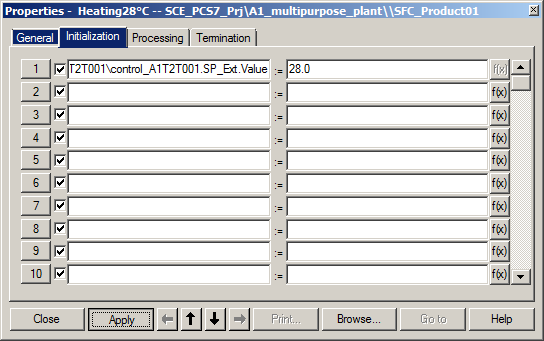 Properties - Heating28°C -- SCE_PCS7_Prj\A1_multipurpose_plant\\SFC_Product01
General Initialization Processing Termination
1 T2T001\control_A1T2T001.SP_Ext.Value := 28.0 f(x)
2 := f(x)
3 := f(x)
4 := f(x)
5 := f(x)
6 := f(x)
7 := f(x)
8 := f(x)
9 := f(x)
10 := f(x)
Close Apply Print... Browse... Go to Help